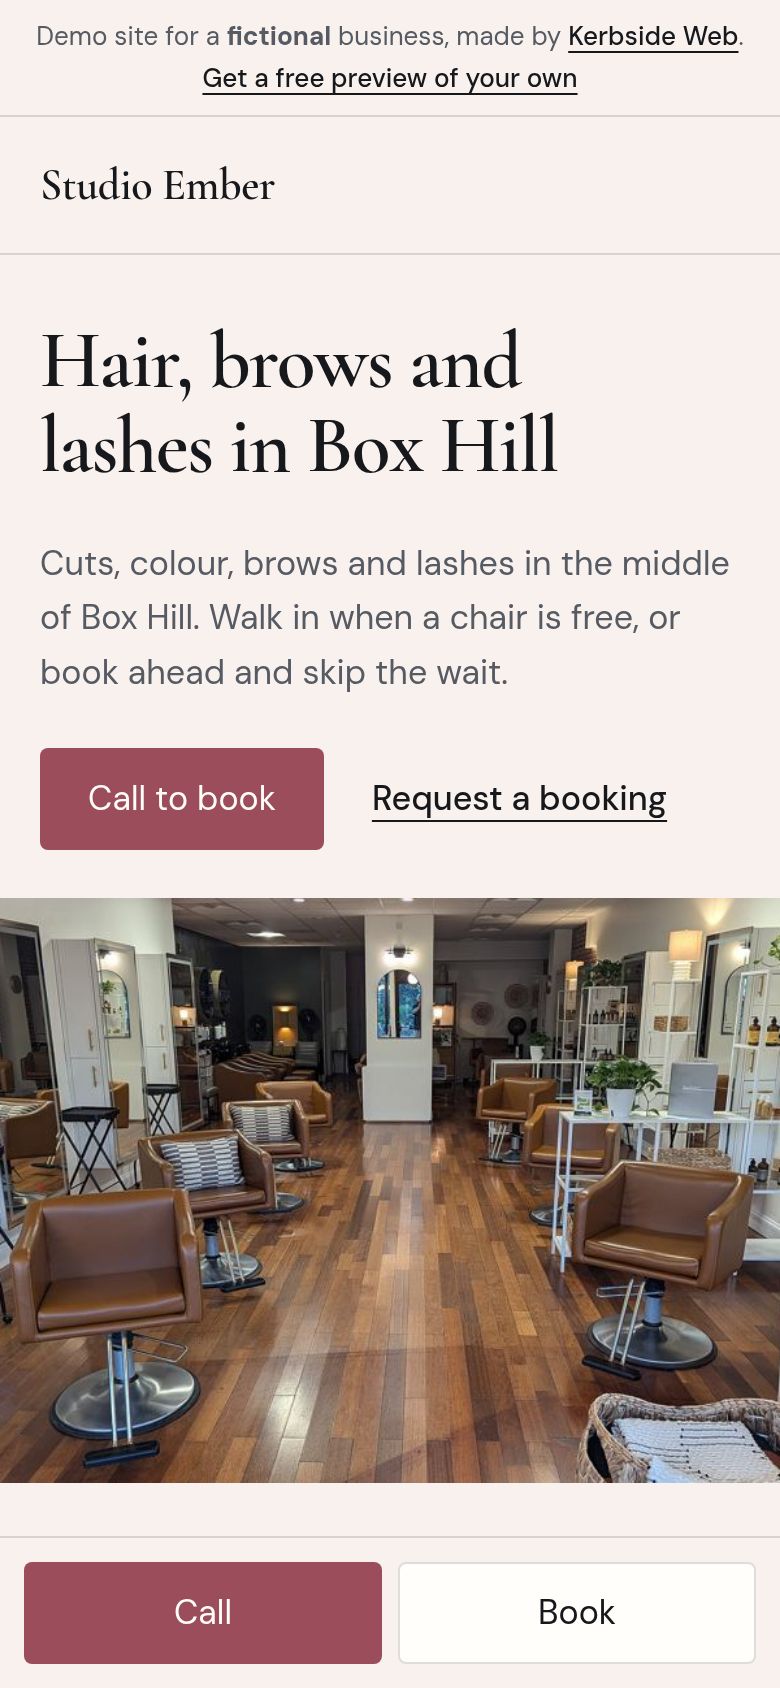 Demo site for a fictional business, made by Kerbside Web.
Get a free preview of your own
Studio Ember
Hair, brows and
lashes in Box Hill
Cuts, colour, brows and lashes in the middle
of Box Hill. Walk in when a chair is free, or
book ahead and skip the wait.
Call to book
Request a booking
Call
Book